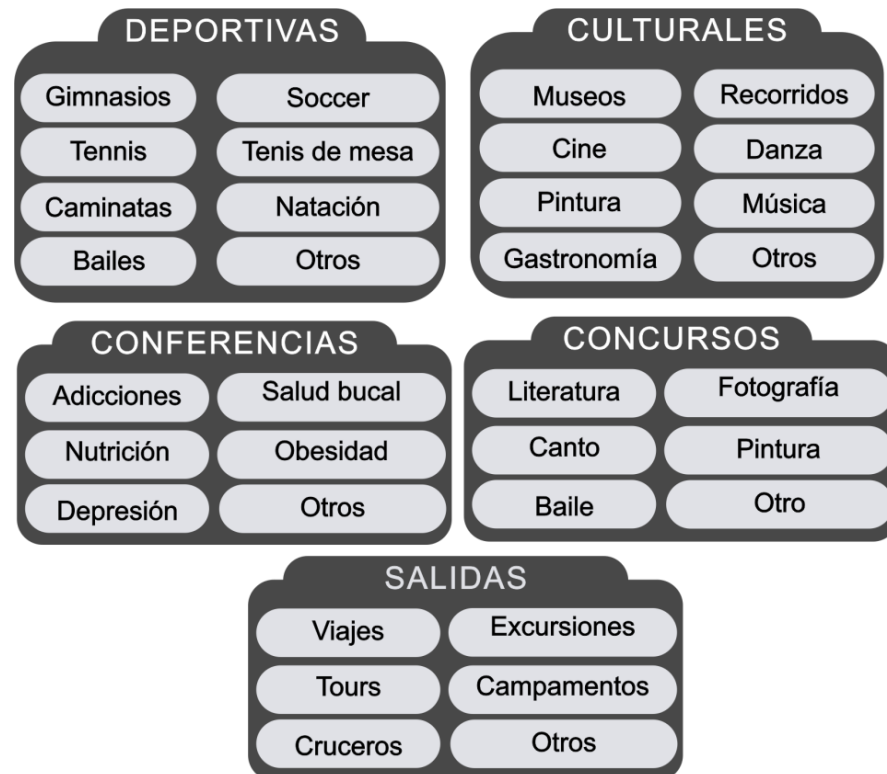 DEPORTIVAS
Gimnasios
Soccer
Tennis
Tenis de mesa
Caminatas
Natación
Bailes
Otros
CULTURALES
Museos
Recorridos
Cine
Danza
Pintura
Música
Gastronomía
Otros
CONFERENCIAS
Adicciones
Salud bucal
Nutrición
Obesidad
Depresión
Otros
CONCURSOS
Literatura
Fotografía
Canto
Pintura
Baile
Otro
SALIDAS
Viajes
Excursiones
Tours
Campamentos
Cruceros
Otros